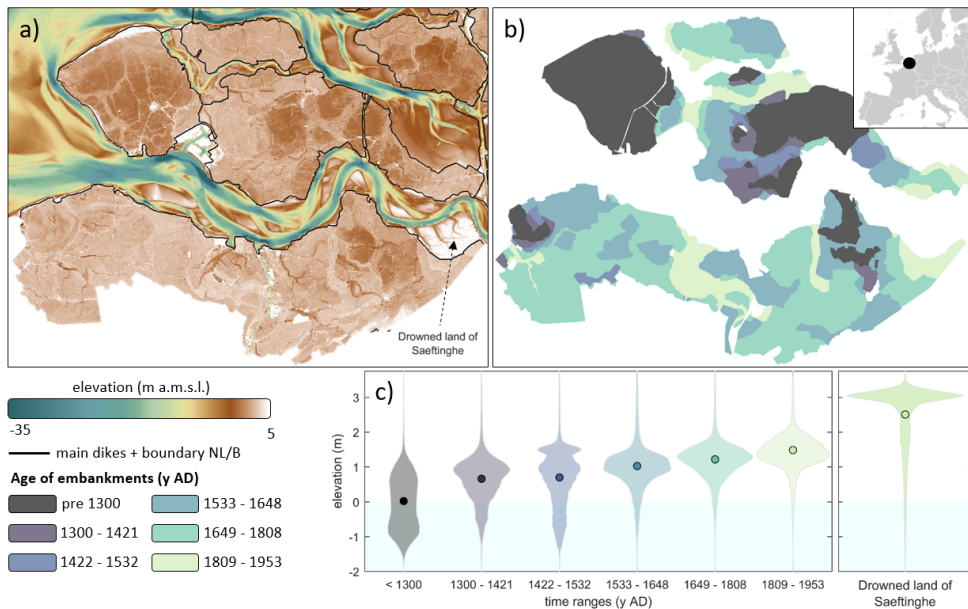 a)
b)
Drowned land of
Saeftinghe
elevation (m a.m.s.l.)
-35
5
main dikes + boundary NL/B
Age of embankments (y AD)
pre 1300
1533 - 1648
1300 - 1421
1649 - 1808
1422 - 1532
1809 - 1953
c)
elevation (m)
3
2
1
0
-1
-2
< 1300
1300 - 1421
1422 - 1532
1533 - 1648
1649 - 1808
1809 - 1953
time ranges (y AD)
Drowned land of
Saeftinghe